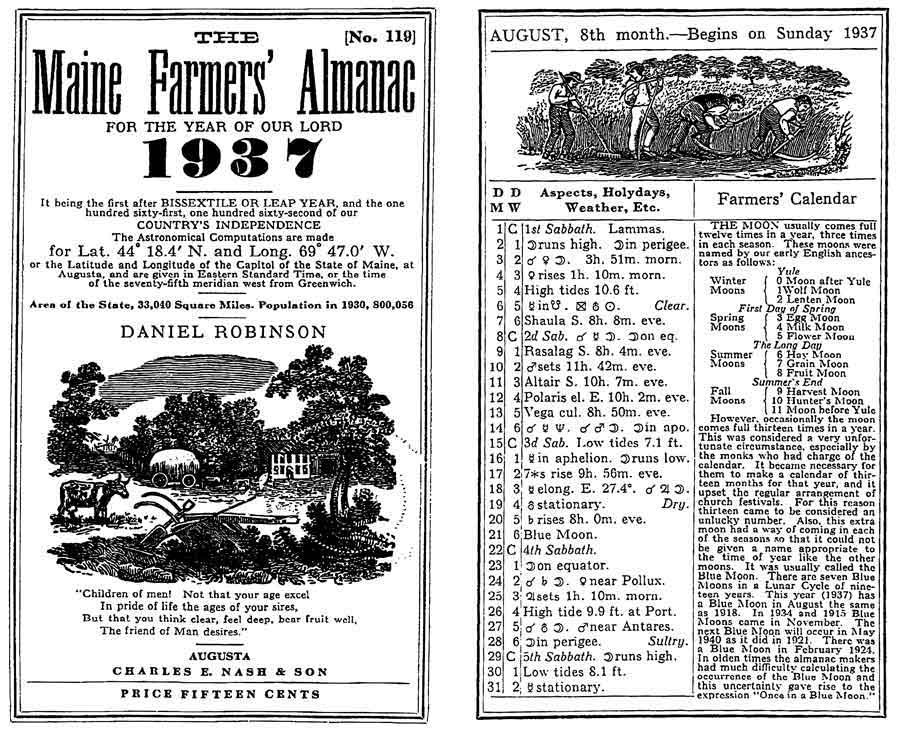 THE
[No. 119]
Maine Farmers' Almanac
FOR THE YEAR OF OUR LORD
1937
It being the first after BISSEXTILE OR LEAP YEAR, and the one
hundred sixty-first, one hundred sixty-second of our
COUNTRY'S INDEPENDENCE
The Astronomical Computations are made
for Lat. 44° 18.4' N. and Long. 69° 47.0' W.
or the Latitude and Longitude of the Capitol of the State of Maine, at
Augusta, and are given in Eastern Standard Time, or the time
of the seventy-fifth meridian west from Greenwich.
Area of the State, 33,040 Square Miles. Population in 1930, 800,056
DANIEL ROBINSON
"Children of men! Not that your age excel
In pride of life the ages of your sires,
But that you think clear, feel deep, bear fruit well,
The friend of Man desires."
AUGUSTA
CHARLES E. NASH & SON
PRICE FIFTEEN CENTS
AUGUST, 8th month.—Begins on Sunday 1937
D D Aspects, Holydays,
M W Weather, Etc.
1 C 1st Sabbath. Lammas.
2 1 ☽runs high. ☽in perigee.
3 2 ☌ ♀ ☽. 3h, 51m. morn.
4 3 ♀rises 1h. 10m. morn.
5 4 High tides 10.6 ft.
6 5 ☿in☋. ☒ ♁ ☉. Clear.
7 6 Shaula S. 8h. 8m. eve.
8 C 2d Sab. ☌ ☿ ☽. ☽on eq.
9 1 Rasalag S. 8h. 4m. eve.
10 2 ♂sets 11h. 42m. eve.
11 3 Altair S. 10h. 7m. eve.
12 4 Polaris el. E. 10h. 2m. eve.
13 5 Vega cul. 8h. 50m. eve.
14 6 ☌ ☿ ♆. ☌ ♂ ☽. ☽in apo.
15 C 3d Sab. Low tides 7.1 ft.
16 1 ☿in aphelion. ☽runs low.
17 2 7*s rise 9h. 56m. eve.
18 3 ☿elong. E. 27.4°. ☌ ♃ ☽.
19 4 stationary. Dry.
20 5 ♄ rises 8h. 0m. eve.
21 6 Blue Moon.
22 C 4th Sabbath.
23 1 ☽on equator.
24 2 ☌ ♄ ☽. ♀near Pollux.
25 3 ♃sets 1h. 10m. morn.
26 4 High tide 9.9 ft. at Port.
27 5 ☌ ☽. ♂near Antares.
28 6 ☽in perigee. Sultry.
29 C 5th Sabbath. ☽runs high.
30 1 Low tides 8.1 ft.
31 2 ☿stationary.
Farmers' Calendar
THE MOON usually comes full
twelve times in a year, three times
in each season. These moons were
named by our early English ances-
tors as follows:
Yule
Winter Moons { 0 Moon after Yule
1 Wolf Moon
2 Lenten Moon
First Day of Spring
Spring Moons { 3 Egg Moon
4 Milk Moon
5 Flower Moon
The Long Day
Summer Moons { 6 Hay Moon
7 Grain Moon
8 Fruit Moon
Summer's End
Fall Moons { 9 Harvest Moon
10 Hunter's Moon
11 Moon before Yule
However, occasionally the moon
comes full thirteen times in a year.
This was considered a very unfor-
tunate circumstance, especially by
the monks who had charge of the
calendar. It became necessary for
them to make a calendar of thir-
teen months for that year, and it
upset the regular arrangement of
church festivals. For this reason
thirteen came to be considered an
unlucky number. Also, this extra
moon had a way of coming in each
of the seasons so that it could not
be given a name appropriate to
the time of year like the other
moons. It was usually called the
Blue Moon. There are seven Blue
Moons in a Lunar Cycle of nine-
teen years. This year (1937) has
a Blue Moon in August the same
as 1918. In 1934 and 1915 Blue
Moons came in November. The
next Blue Moon will occur in May
1940 as it did in 1921. There was
a Blue Moon in February 1924.
In olden times the almanac makers
had much difficulty calculating the
occurrence of the Blue Moon and
this uncertainty gave rise to the
expression "Once in a Blue Moon."